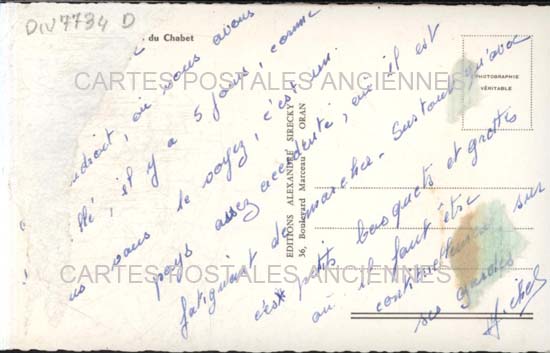 DIV7734 D
du Chabet
endroit, où nous avons
il y a 5 jours, comme
vous le voyez, c'est un
pays assez accidenté, où il est
fatiguant de marcher. Surtout qu'avec
ces petits bosquets et grottes
où il faut être
continuellement sur
ses gardes
Michel
EDITIONS ALEXANDRE SIRECKY
36, Boulevard Marceau ORAN
PHOTOGRAPHIE
VÉRITABLE
CARTES POSTALES ANCIENNES
CARTES POSTALES ANCIENNES